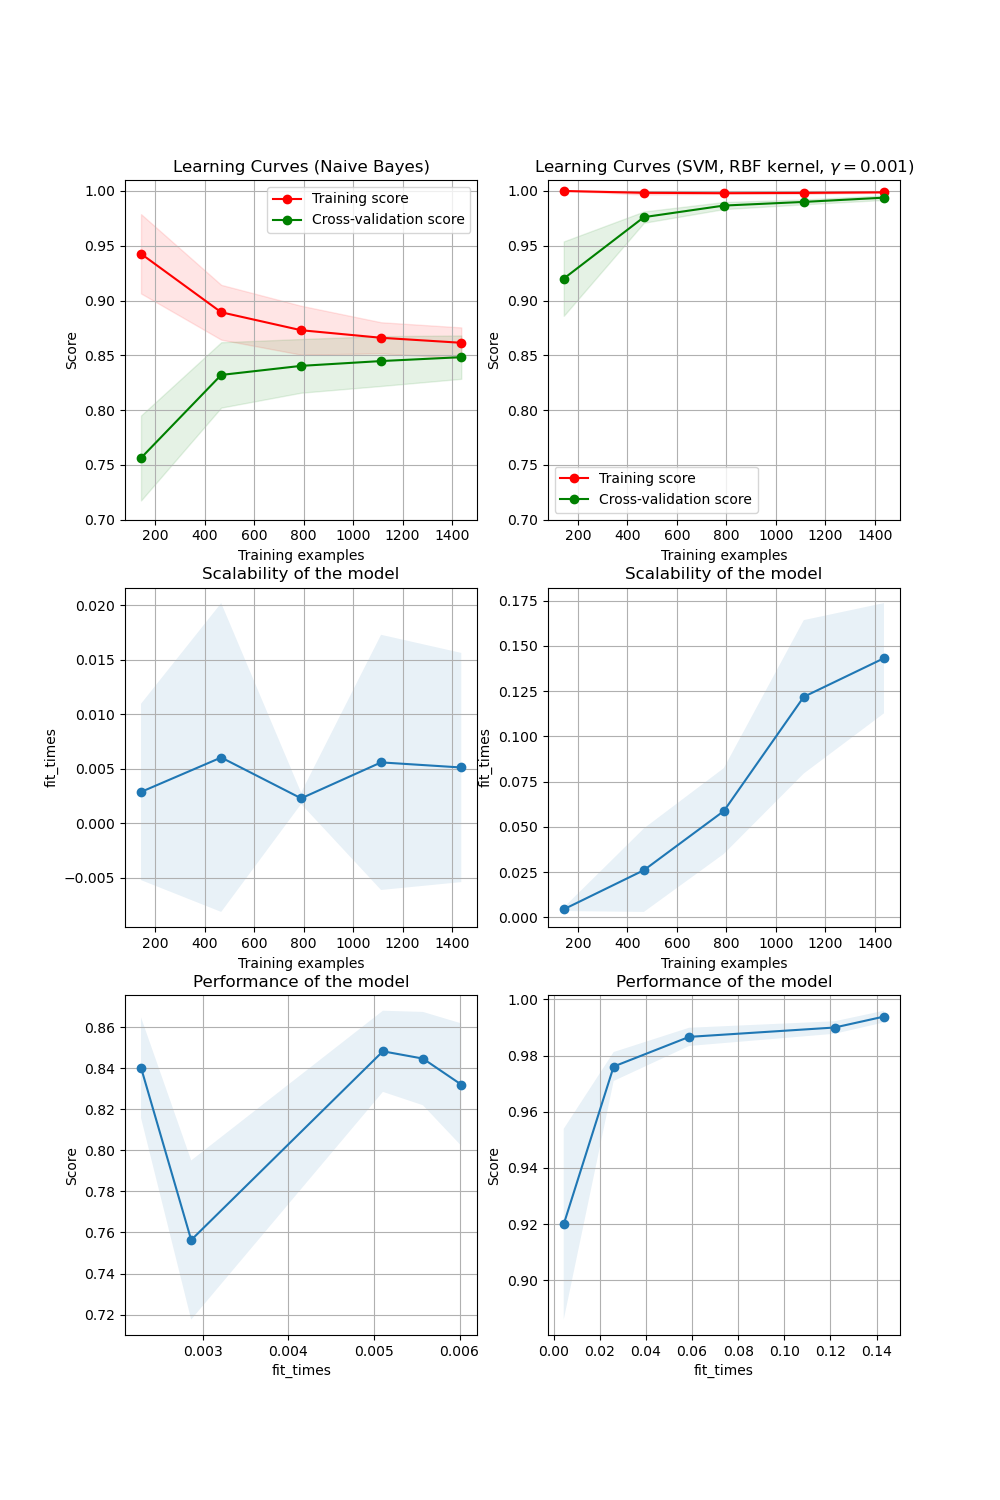 Learning Curves (Naive Bayes)
1.00
0.95
0.90
0.85
0.80
0.75
0.70
Score
Training score
Cross-validation score
200 400 600 800 1000 1200 1400
Training examples
Learning Curves (SVM, RBF kernel, γ = 0.001)
1.00
0.95
0.90
0.85
0.80
0.75
0.70
Score
Training score
Cross-validation score
200 400 600 800 1000 1200 1400
Training examples
Scalability of the model
0.020
0.015
0.010
0.005
0.000
−0.005
fit_times
200 400 600 800 1000 1200 1400
Training examples
Scalability of the model
0.175
0.150
0.125
0.100
0.075
0.050
0.025
0.000
fit_times
200 400 600 800 1000 1200 1400
Training examples
Performance of the model
0.86
0.84
0.82
0.80
0.78
0.76
0.74
0.72
Score
0.003 0.004 0.005 0.006
fit_times
Performance of the model
1.00
0.98
0.96
0.94
0.92
0.90
Score
0.00 0.02 0.04 0.06 0.08 0.10 0.12 0.14
fit_times